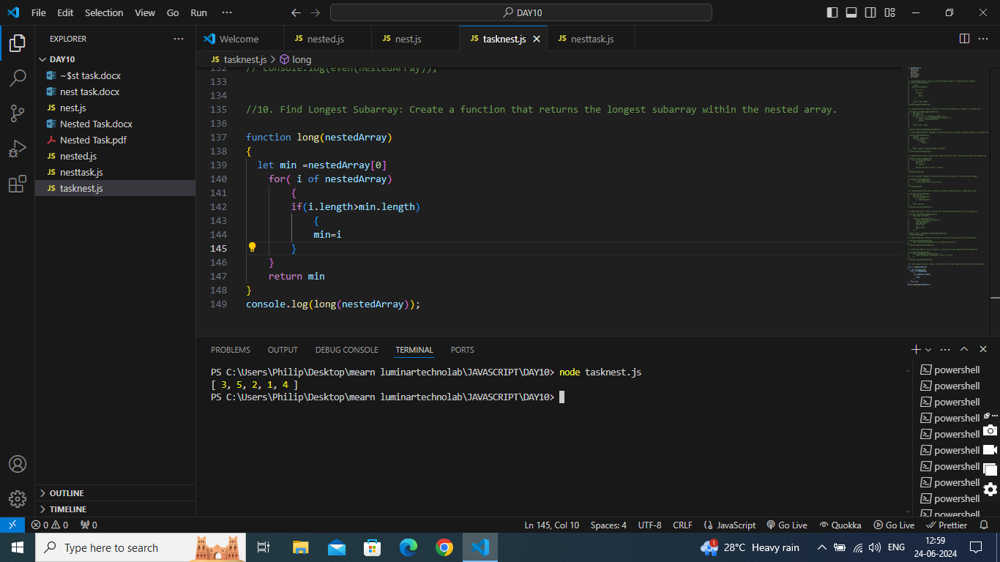 File Edit Selection View Go Run ··· DAY10
EXPLORER ···
Welcome nested.js nest.js tasknest.js nesttask.js
DAY10
tasknest.js > long
~$st task.docx
nest task.docx
nest.js
Nested Task.docx
Nested Task.pdf
nested.js
nesttask.js
tasknest.js
OUTLINE
TIMELINE
132 // console.log(even(nestedArray));
133
134
135 //10. Find Longest Subarray: Create a function that returns the longest subarray within the nested array.
136
137 function long(nestedArray)
138 {
139 let min =nestedArray[0]
140 for( i of nestedArray)
141 {
142 if(i.length>min.length)
143 {
144 min=i
145 }
146 }
147 return min
148 }
149 console.log(long(nestedArray));
PROBLEMS OUTPUT DEBUG CONSOLE TERMINAL PORTS
PS C:\Users\Philip\Desktop\mearn luminartechnolab\JAVASCRIPT\DAY10> node tasknest.js
[ 3, 5, 2, 1, 4 ]
PS C:\Users\Philip\Desktop\mearn luminartechnolab\JAVASCRIPT\DAY10>
powershell
powershell
powershell
powershell
powershell
powershell
powershell
powershell
powershell
powershell
0 0 0 Ln 145, Col 10 Spaces: 4 UTF-8 CRLF JavaScript Go Live Quokka Go Live Prettier
Type here to search
1 28°C Heavy rain ENG 12:59
24-06-2024